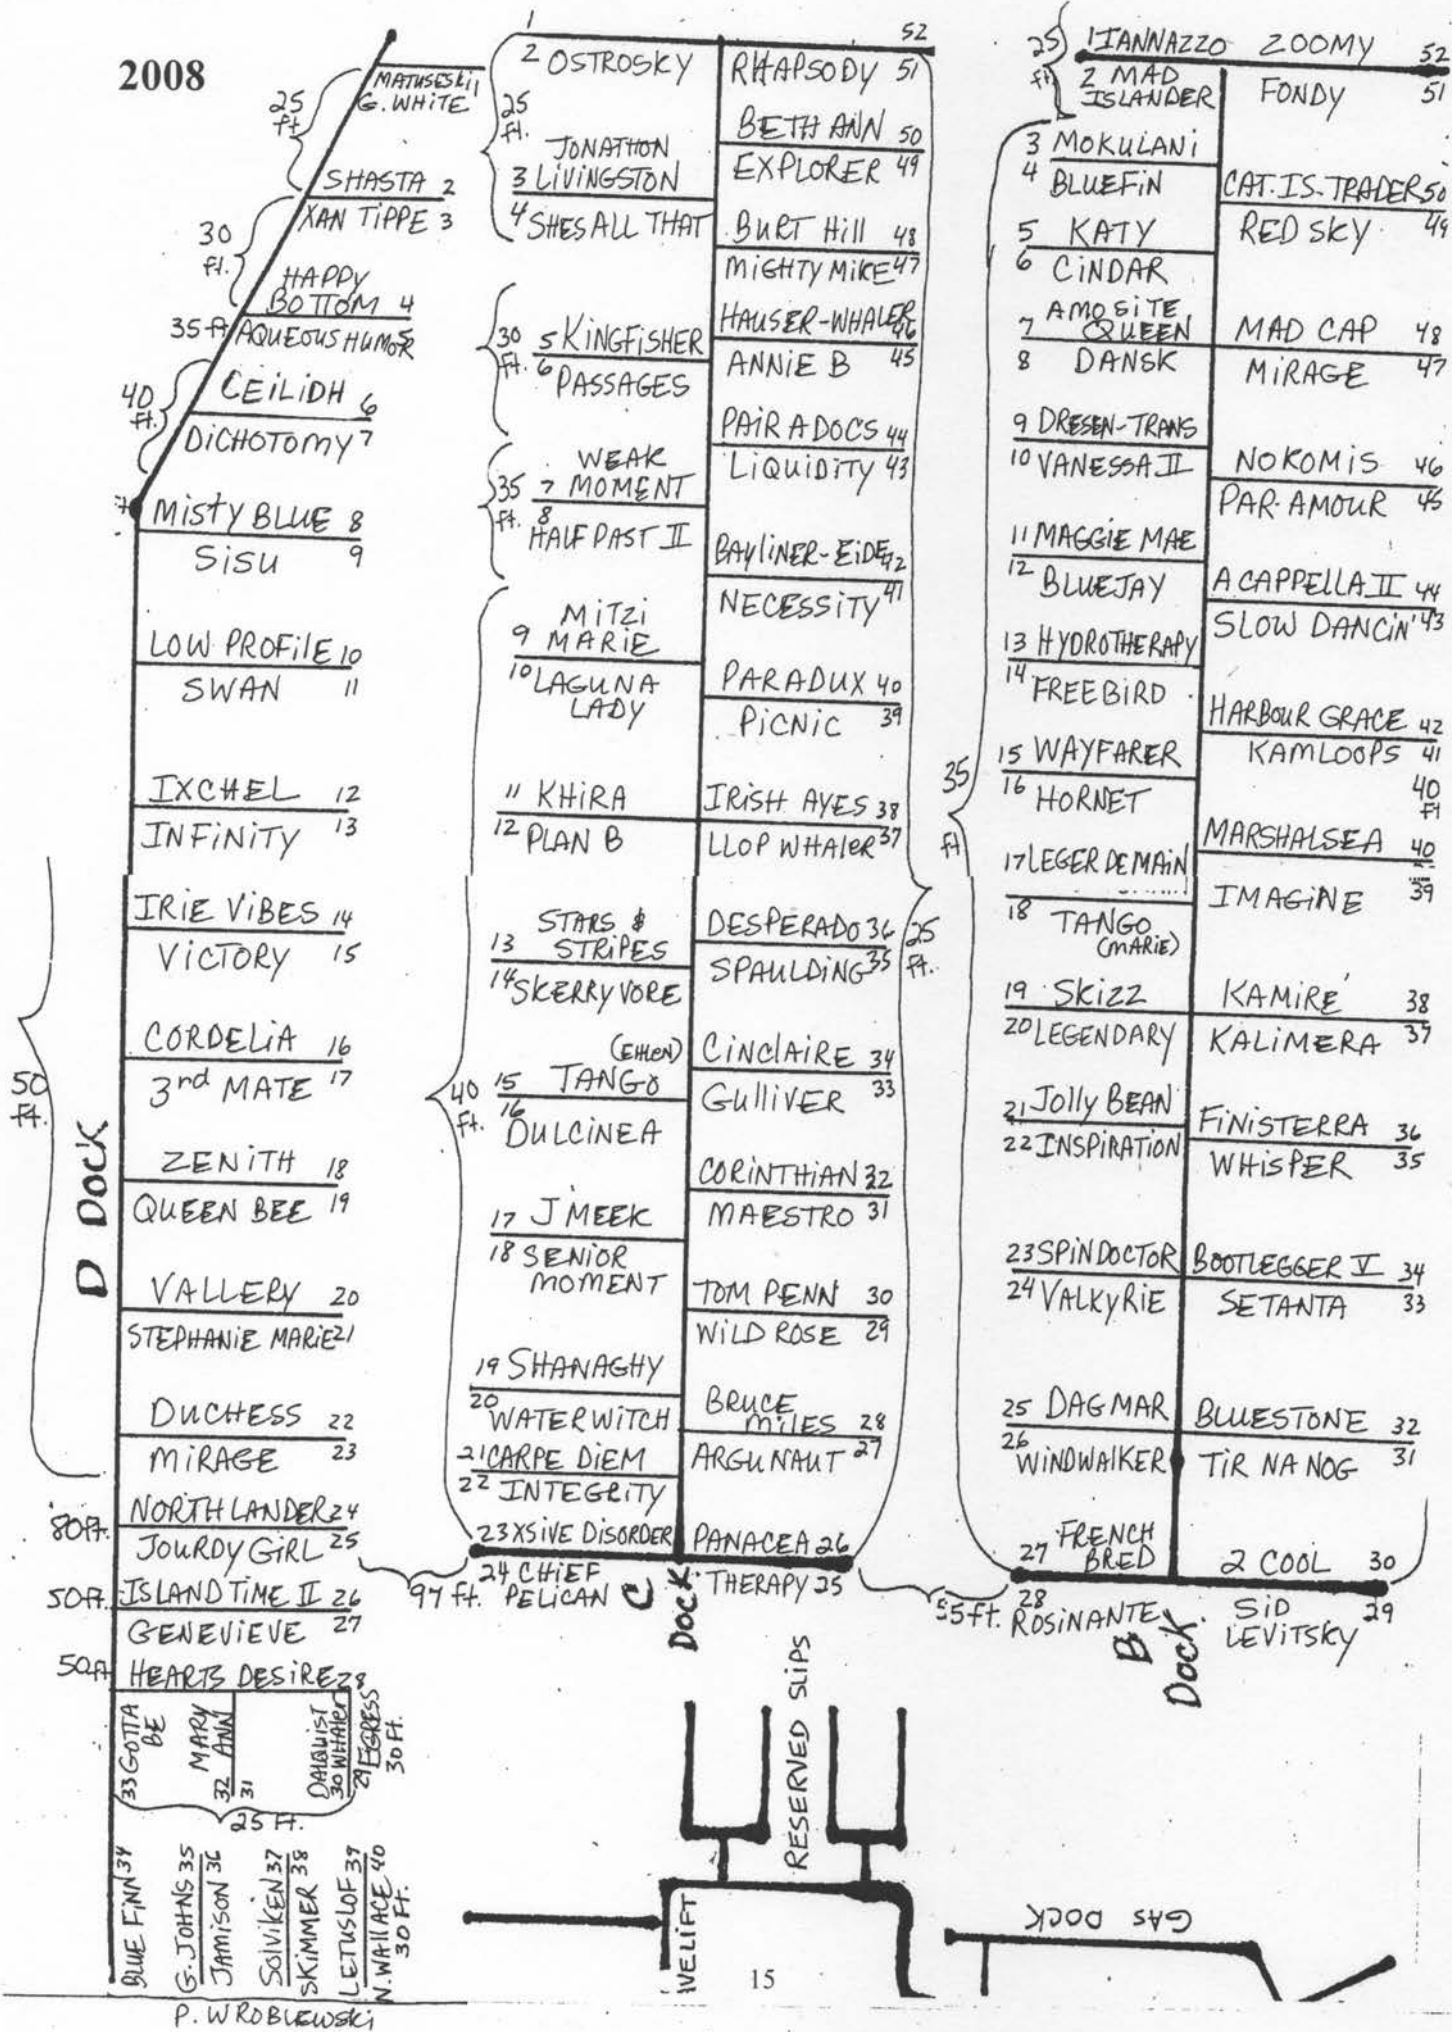 2008
MATUSESKI 1
G. WHITE
25
ft.
SHASTA 2
XAN TIPPE 3
30
ft.
HAPPY
BOTTOM 4
35 ft
AQUEOUS HUMOR 5
40
ft.
CEILIDH 6
DICHOTOMY 7
MISTY BLUE 8
SISU 9
LOW PROFILE 10
SWAN 11
IXCHEL 12
INFINITY 13
IRIE VIBES 14
VICTORY 15
CORDELIA 16
3rd MATE 17
50
ft.
D DOCK
ZENITH 18
QUEEN BEE 19
VALLERY 20
STEPHANIE MARIE 21
DUCHESS 22
MIRAGE 23
NORTHLANDER 24
80ft.
JOURDY GIRL 25
50ft.
ISLAND TIME II 26
GENEVIEVE 27
50ft
HEARTS DESIRE 28
33 GOTTA
BE
MARY
ANN
32
31
DALQUIST
30 WHALER
29 EGRESS
30 FT.
25 FT.
BLUE FINN 34
G. JOHNS 35
JAMISON 36
SOIVIKEN 37
SKIMMER 38
LETUSLOF 39
N. WALLACE 40
30 FT.
P. WROBLEWSKI
1
2 OSTROSKY
25
ft.
JONATHON
3 LIVINGSTON
4 SHES ALL THAT
30
ft.
5 KINGFISHER
6 PASSAGES
35
ft.
WEAK
7 MOMENT
8
HALF PAST II
MITZI
9 MARIE
10 LAGUNA
LADY
11 KHIRA
12 PLAN B
STARS &
13 STRIPES
14 SKERRYVORE
40
ft.
(EHLEN)
15 TANGO
16
DULCINEA
17 J MEEK
18 SENIOR
MOMENT
19 SHANAGHY
20
WATERWITCH
21 CARPE DIEM
22 INTEGRITY
23 XSIVE DISORDER
24 CHIEF
PELICAN
97 ft.
C
DOCK
52
RHAPSODY 51
BETH ANN 50
EXPLORER 49
BURT HILL 48
MIGHTY MIKE 47
HAUSER-WHALER
46
ANNIE B 45
PAIR A DOCS 44
LIQUIDITY 43
BAYLINER-EIDE 42
NECESSITY 41
PARADUX 40
PICNIC 39
IRISH AYES 38
LLOP WHALER 37
DESPERADO 36
SPAULDING 35
25
ft.
CINCLAIRE 34
GULLIVER 33
CORINTHIAN 32
MAESTRO 31
TOM PENN 30
WILD ROSE 29
BRUCE
MILES 28
ARGUNAUT 27
PANACEA 26
THERAPY 25
55ft.
25
ft
1 IANNAZZO
2 MAD
ISLANDER
3 MOKULANI
4 BLUEFIN
5 KATY
6 CINDAR
AMOSITE
7 QUEEN
8 DANSK
9 DRESEN-TRANS
10 VANESSA II
11 MAGGIE MAE
12 BLUEJAY
13 HYDROTHERAPY
14
FREEBIRD
15 WAYFARER
16 HORNET
35
ft
17 LEGER DE MAIN
18 TANGO
(MARIE)
19 SKIZZ
20 LEGENDARY
21 JOLLY BEAN
22 INSPIRATION
23 SPINDOCTOR
24 VALKYRIE
25 DAGMAR
26
WINDWALKER
27 FRENCH
BRED
28
ROSINANTE
B
DOCK
ZOOMY 52
FONDY 51
CAT. IS. TRADER 50
RED SKY 49
MAD CAP 48
MIRAGE 47
NOKOMIS 46
PAR-AMOUR 45
A CAPPELLA II 44
SLOW DANCIN' 43
HARBOUR GRACE 42
KAMLOOPS 41
40
FT
MARSHALSEA 40
IMAGINE 39
KAMIRE' 38
KALIMERA 37
FINISTERRA 36
WHISPER 35
BOOTLEGGER V 34
SETANTA 33
BLUESTONE 32
TIR NA NOG 31
2 COOL 30
SID
LEVITSKY 29
RESERVED SLIPS
GAS DOCK
15